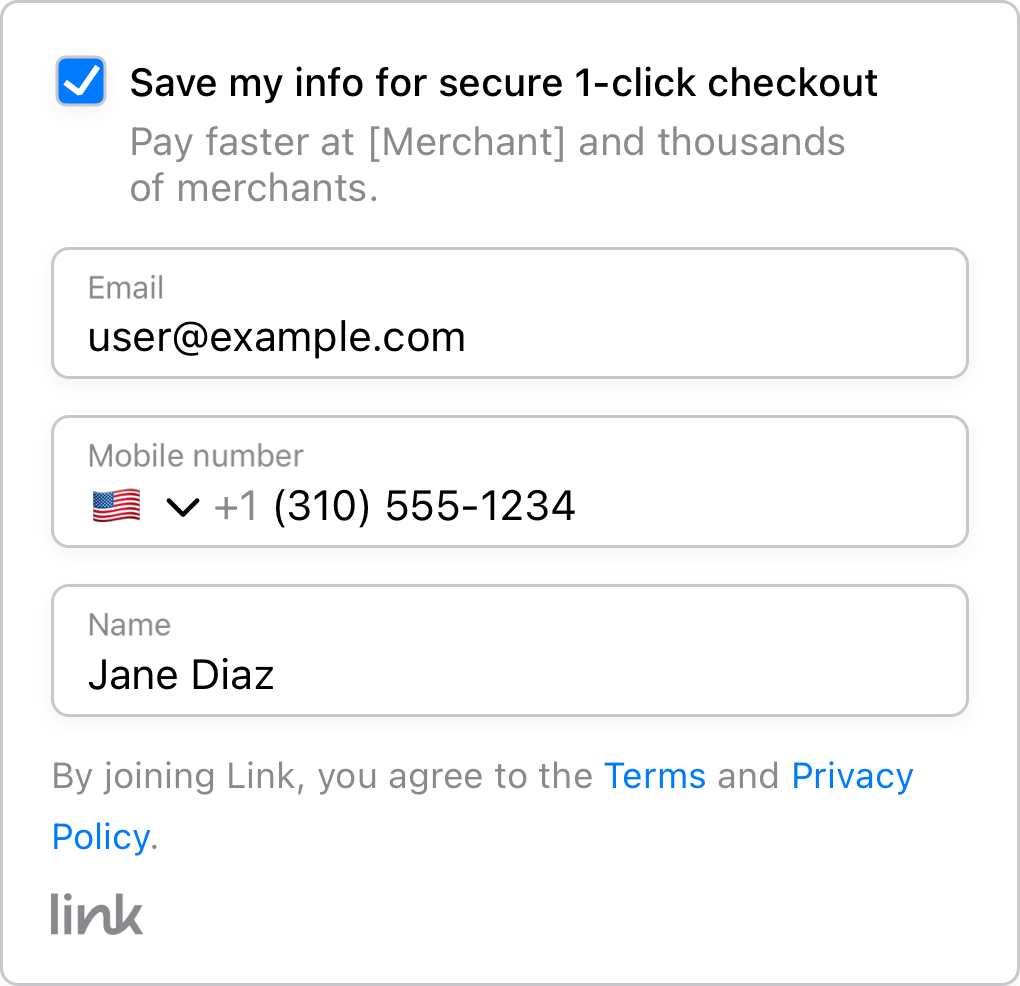 Save my info for secure 1-click checkout
Pay faster at [Merchant] and thousands
of merchants.
Email
user@example.com
Mobile number
+1 (310) 555-1234
Name
Jane Diaz
By joining Link, you agree to the Terms and Privacy
Policy.
link